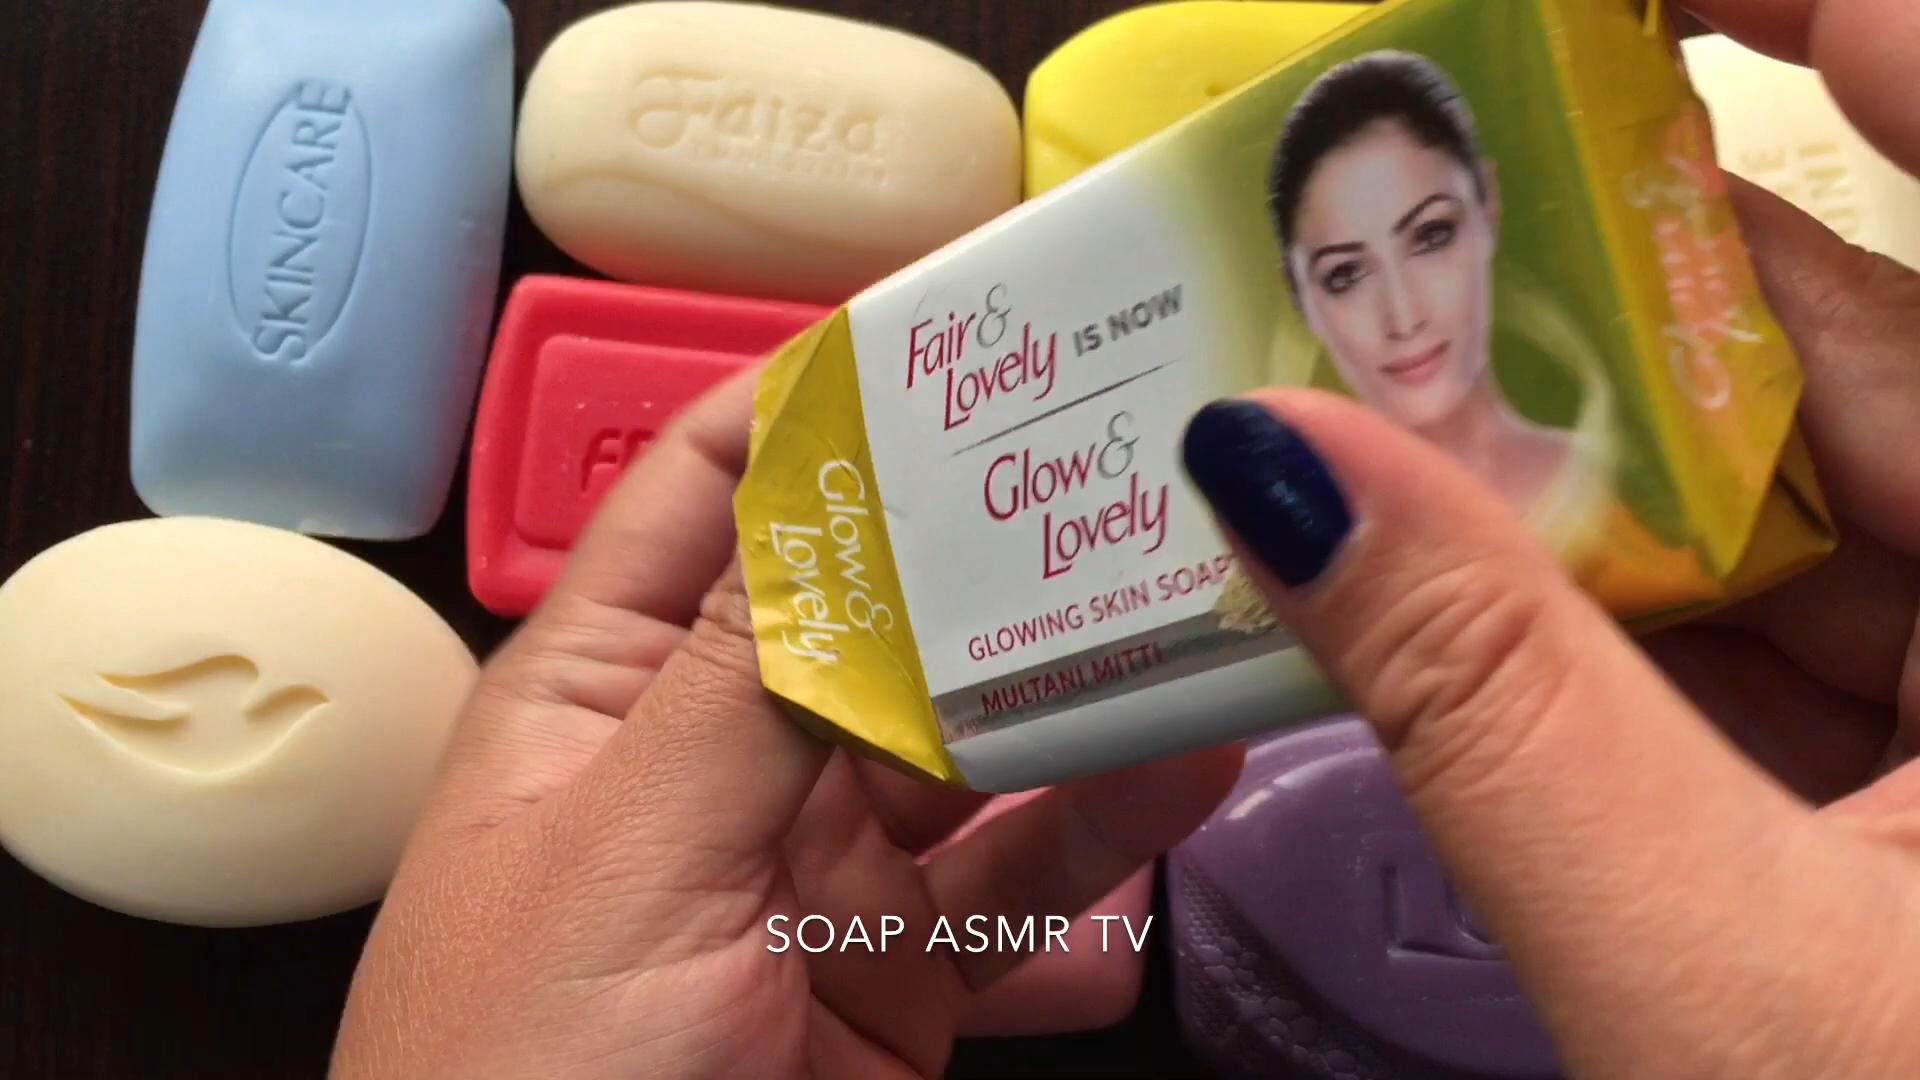 SKINCARE
Faiza
Fair &
Lovely IS NOW
Glow &
Lovely
GLOWING SKIN SOAP
MULTANI MITTI
Glow &
Lovely
SOAP ASMR TV